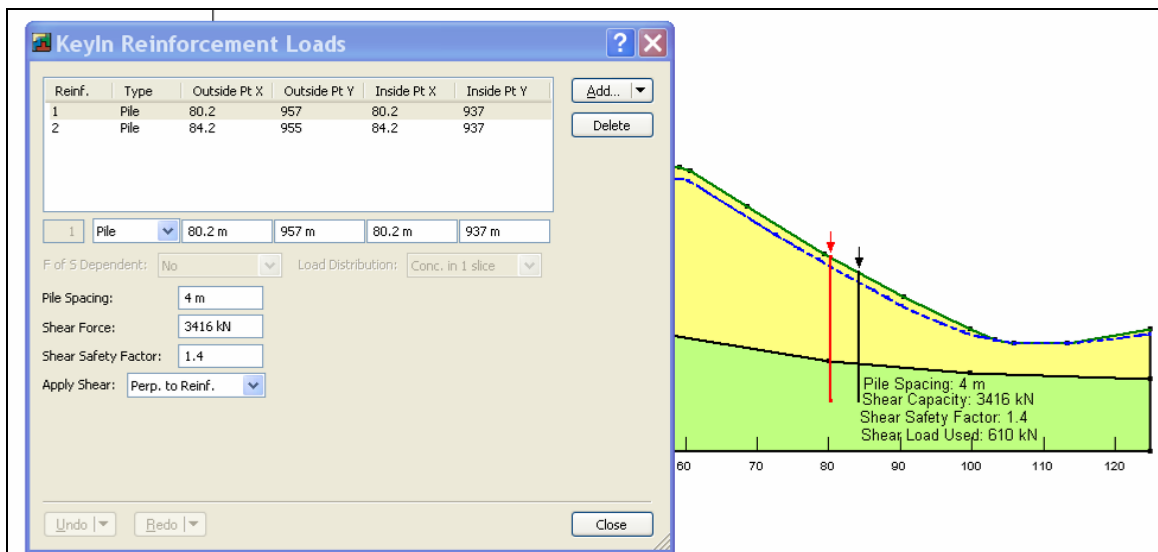 KeyIn Reinforcement Loads
Reinf. Type Outside Pt X Outside Pt Y Inside Pt X Inside Pt Y
1 Pile 80.2 957 80.2 937
2 Pile 84.2 955 84.2 937
Add...
Delete
1 Pile 80.2 m 957 m 80.2 m 937 m
F of S Dependent: No Load Distribution: Conc. in 1 slice
Pile Spacing: 4 m
Shear Force: 3416 kN
Shear Safety Factor: 1.4
Apply Shear: Perp. to Reinf.
Undo Redo Close
Pile Spacing: 4 m
Shear Capacity: 3416 kN
Shear Safety Factor: 1.4
Shear Load Used: 610 kN
60 70 80 90 100 110 120